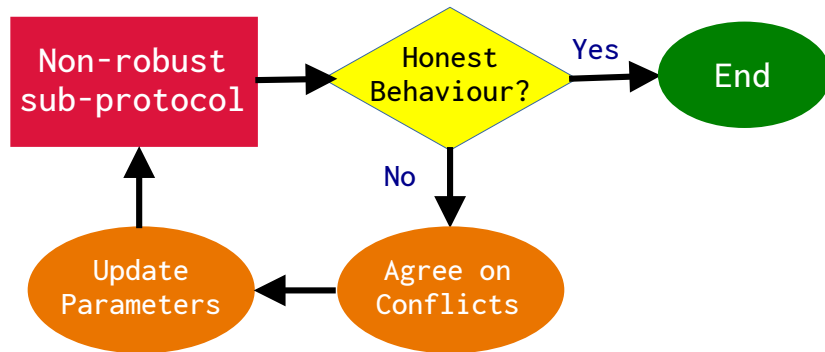 Non-robust
sub-protocol
Honest
Behaviour?
Yes
End
No
Update
Parameters
Agree on
Conflicts